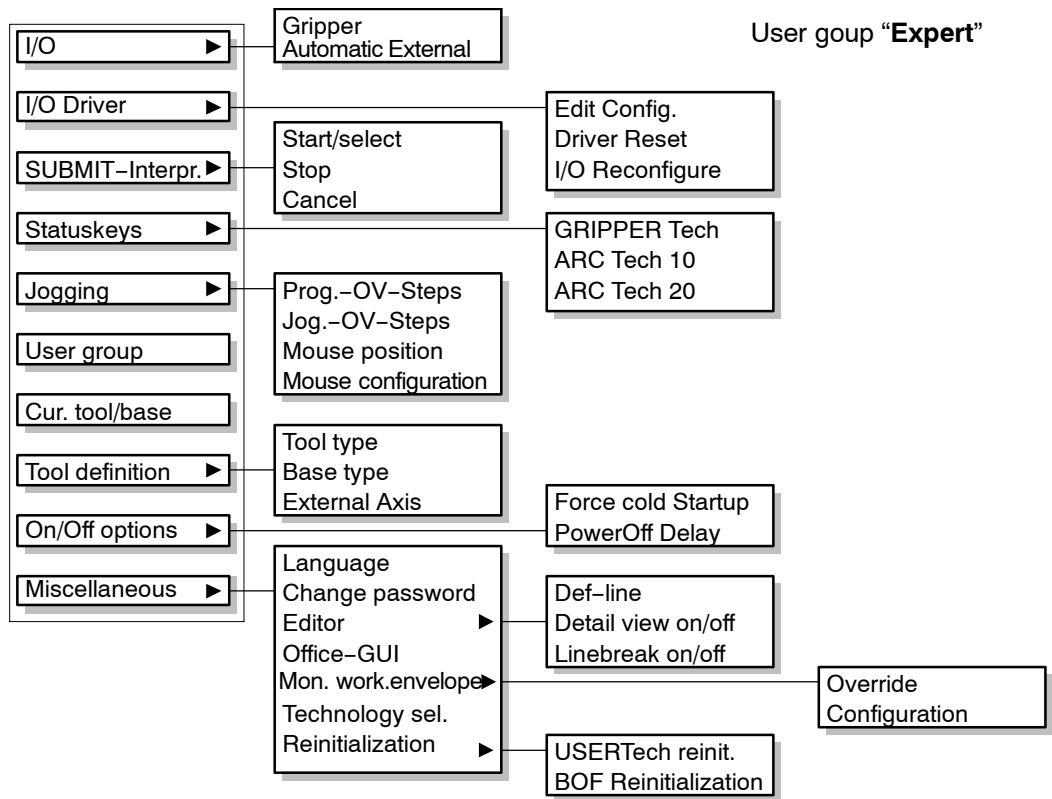 User goup “Expert”
I/O
Gripper
Automatic External
I/O Driver
Edit Config.
Driver Reset
I/O Reconfigure
SUBMIT–Interpr.
Start/select
Stop
Cancel
Statuskeys
GRIPPER Tech
ARC Tech 10
ARC Tech 20
Jogging
Prog.–OV–Steps
Jog.–OV–Steps
Mouse position
Mouse configuration
User group
Cur. tool/base
Tool definition
Tool type
Base type
External Axis
On/Off options
Force cold Startup
PowerOff Delay
Miscellaneous
Language
Change password
Editor
Office–GUI
Mon. work.envelope
Technology sel.
Reinitialization
Def–line
Detail view on/off
Linebreak on/off
Override
Configuration
USERTech reinit.
BOF Reinitialization